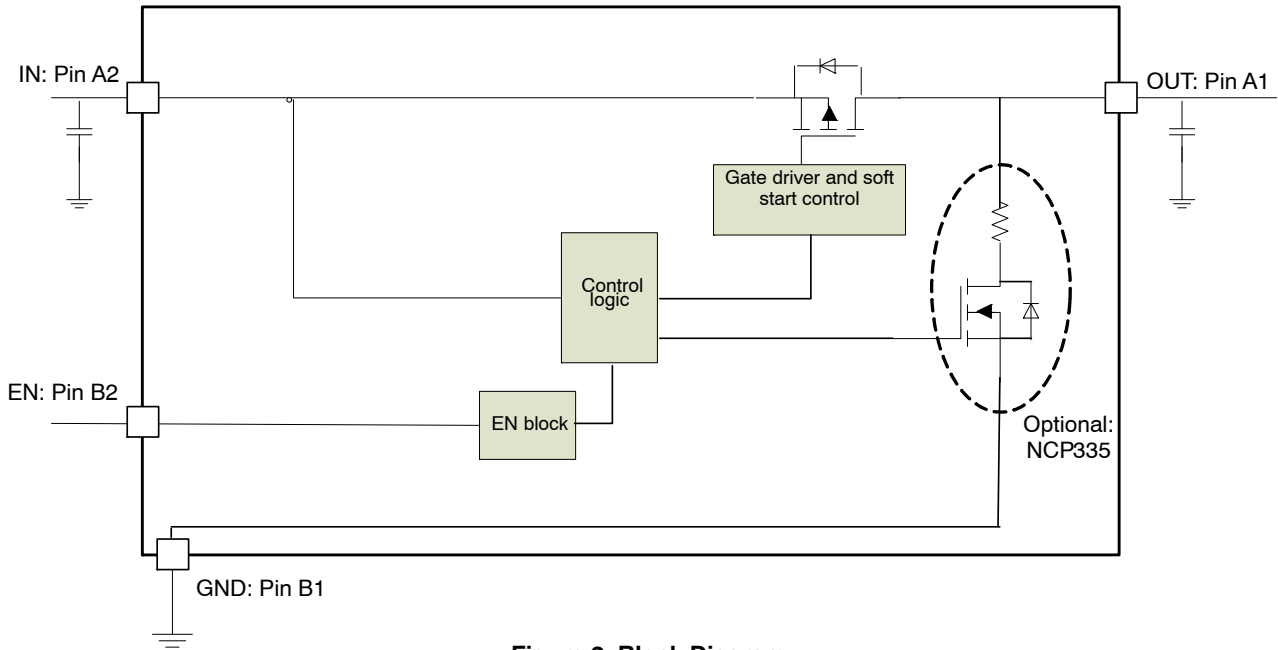 IN: Pin A2
OUT: Pin A1
Gate driver and soft
start control
Control
logic
EN: Pin B2
EN block
Optional:
NCP335
GND: Pin B1